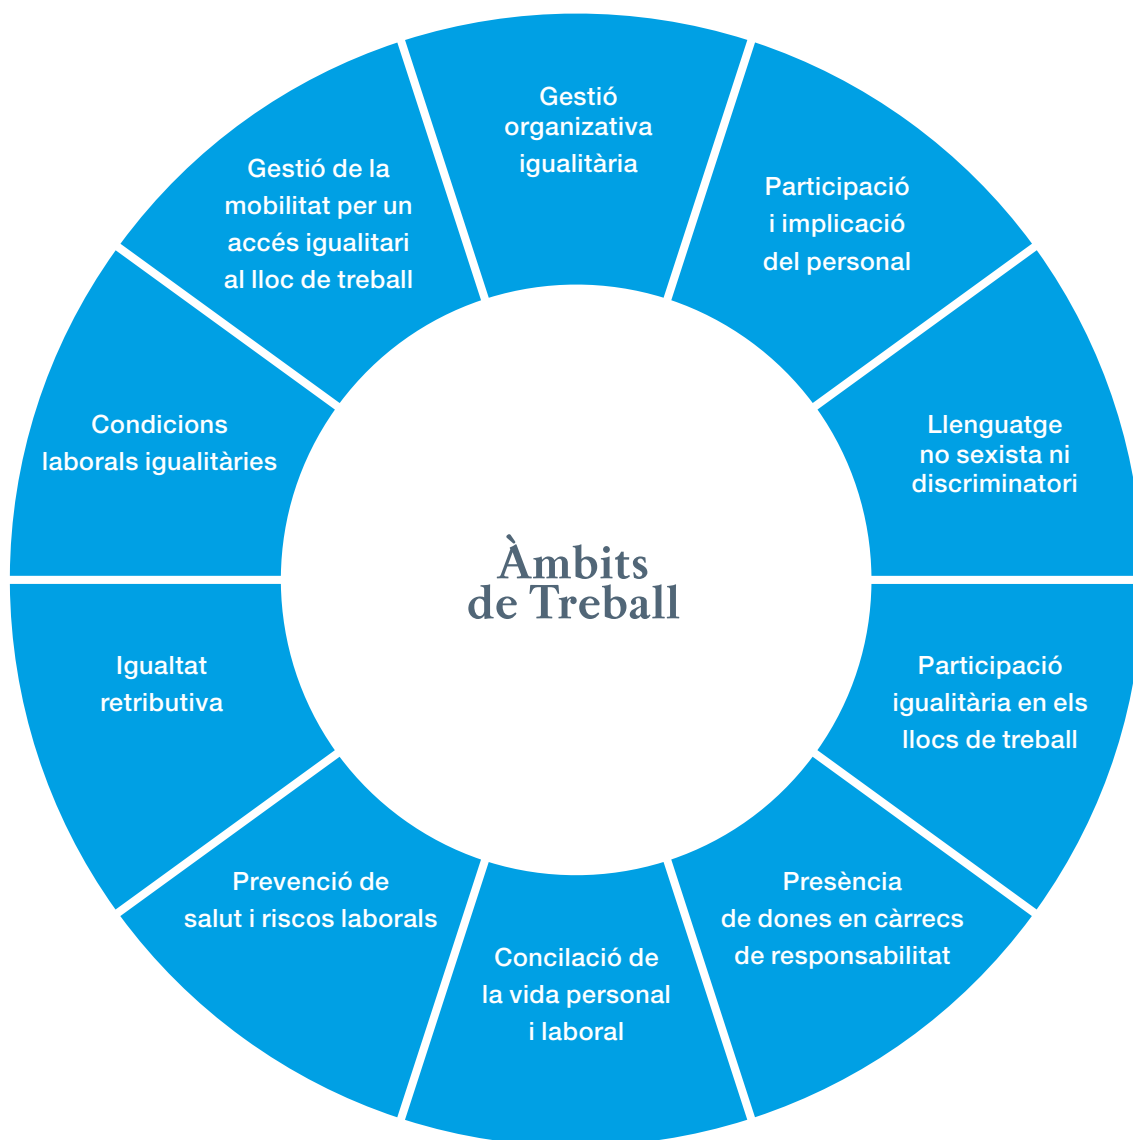 Gestió
organizativa
igualitària
Participació
i implicació
del personal
Llenguatge
no sexista ni
discriminatori
Participació
igualitària en els
llocs de treball
Presència
de dones en càrrecs
de responsabilitat
Concilació de
la vida personal
i laboral
Prevenció de
salut i riscos laborals
Igualtat
retributiva
Condicions
laborals igualitàries
Gestió de la
mobilitat per un
accés igualitari
al lloc de treball
Àmbits
de Treball